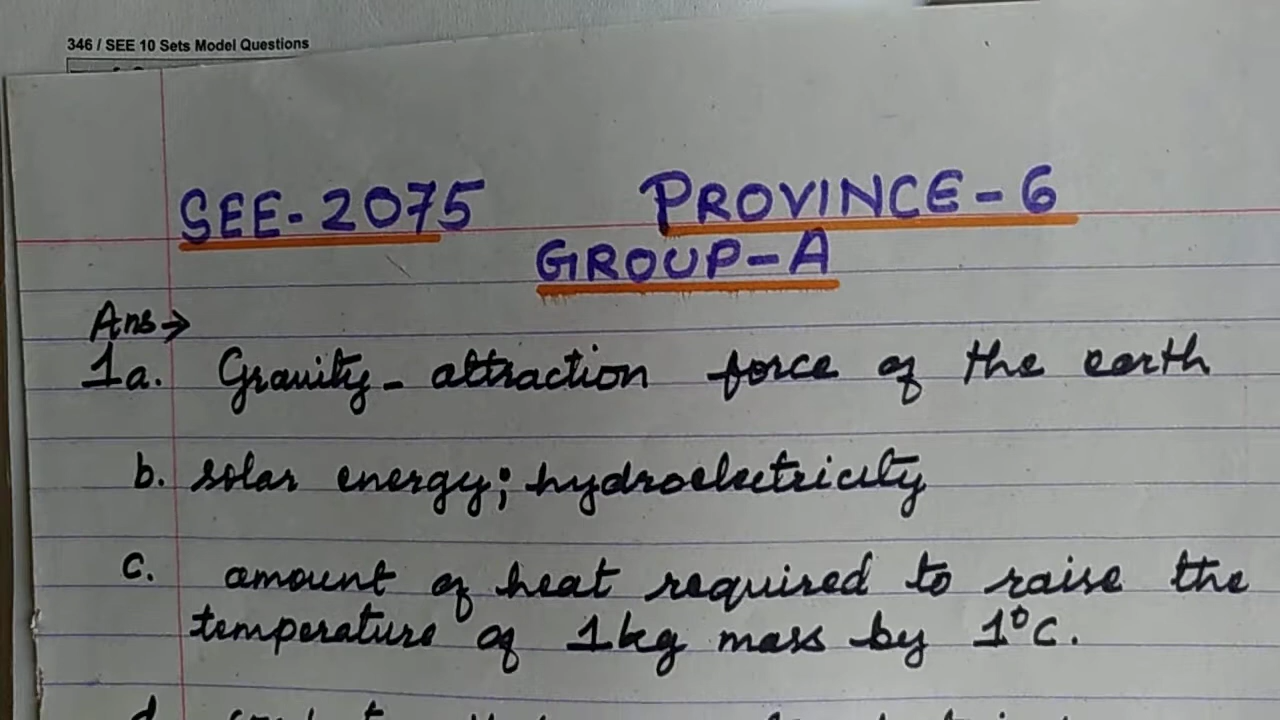 346 / SEE 10 Sets Model Questions
SEE-2075 PROVINCE-6
GROUP-A
Ans→
1a. Gravity - attraction force of the earth
b. solar energy; hydroelectricity
c. amount of heat required to raise the
temperature of 1kg mass by 1°C.
d.